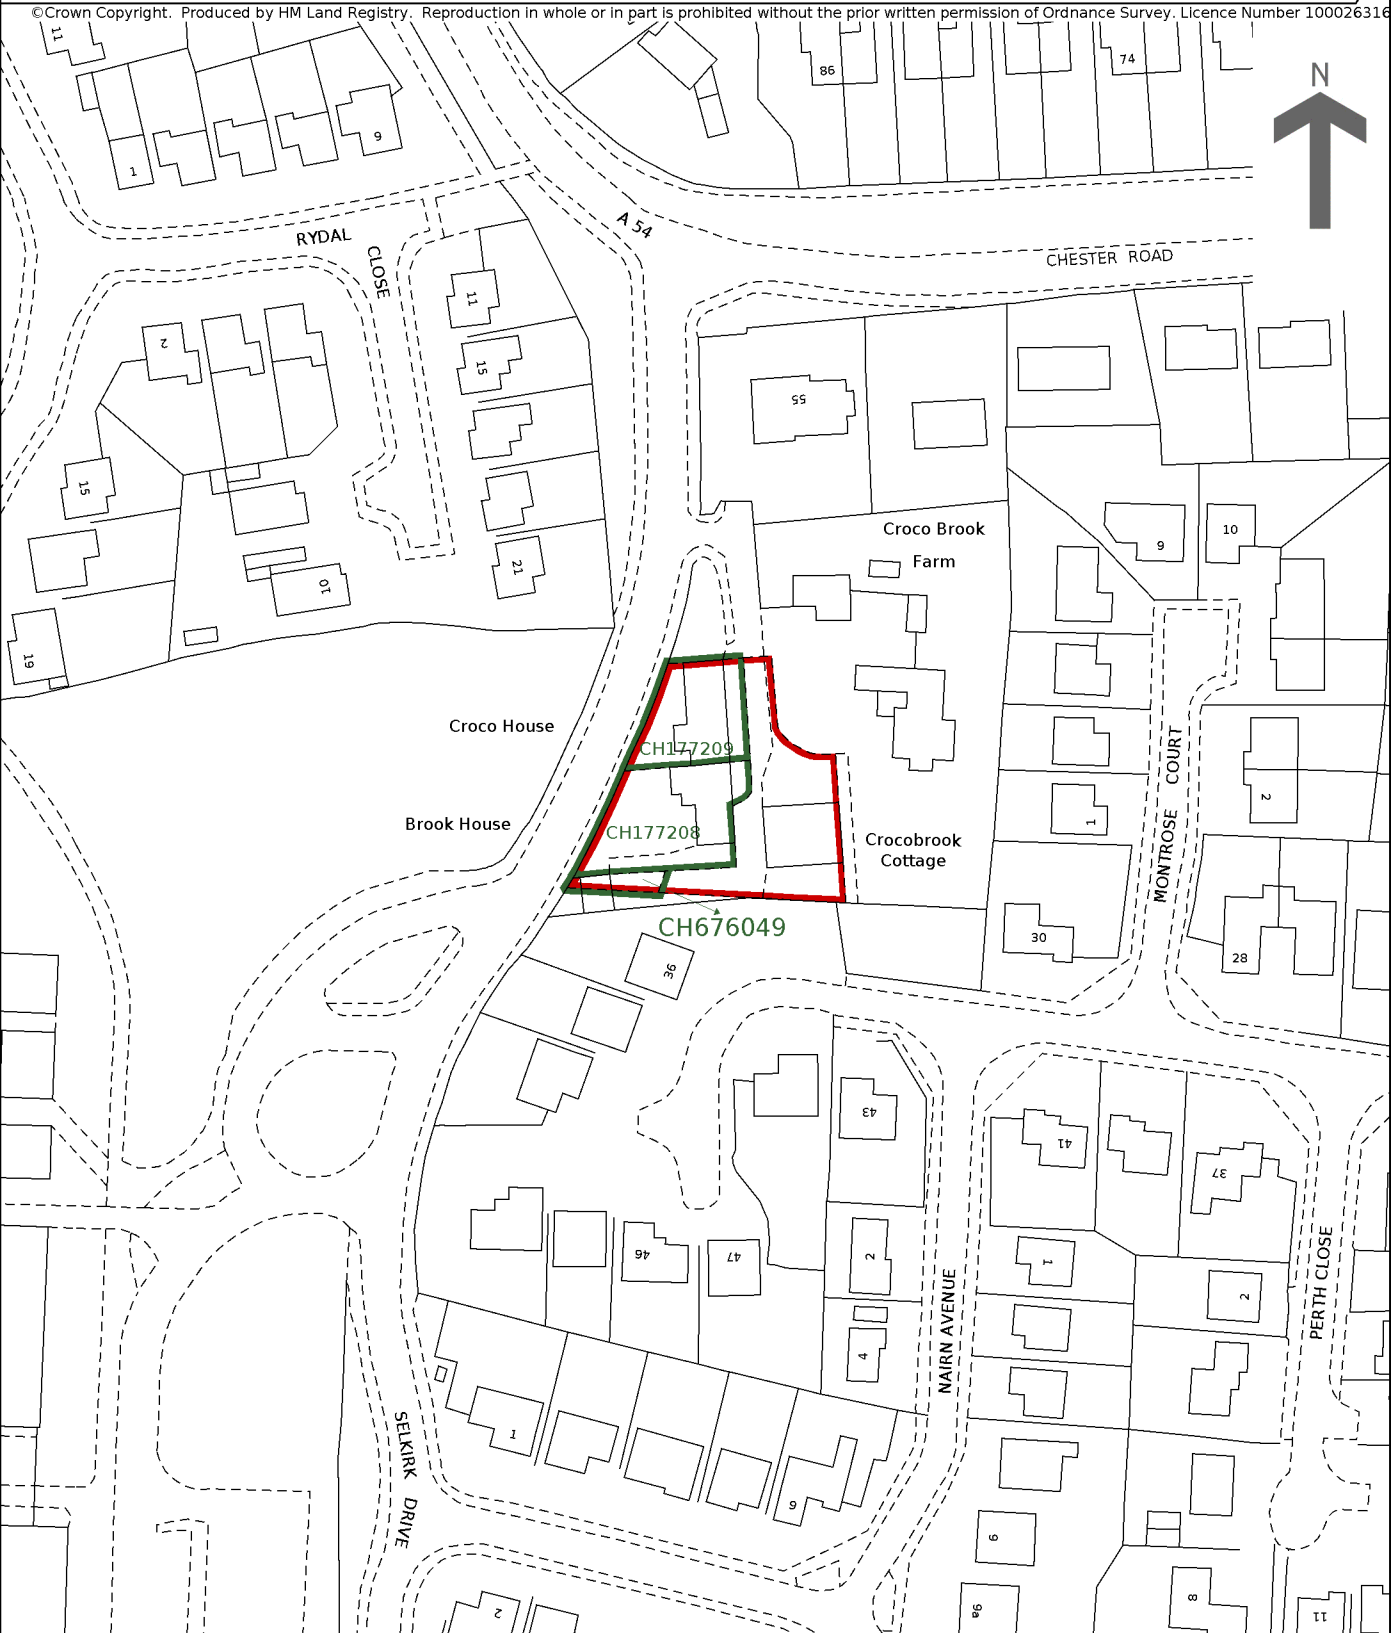 ©Crown Copyright. Produced by HM Land Registry. Reproduction in whole or in part is prohibited without the prior written permission of Ordnance Survey. Licence Number 100026316
11
86
74
N
1
9
A 54
RYDAL
CLOSE
CHESTER ROAD
11
2
15
55
15
Croco Brook
Farm
9
10
21
10
19
Croco House
CH177209
COURT
MONTROSE
2
1
Brook House
CH177208
Crocobrook
Cottage
CH676049
30
28
36
43
41
37
2
46
47
1
2
PERTH CLOSE
NAIRN AVENUE
4
SELKIRK
DRIVE
1
9
9
2
9a
8
11